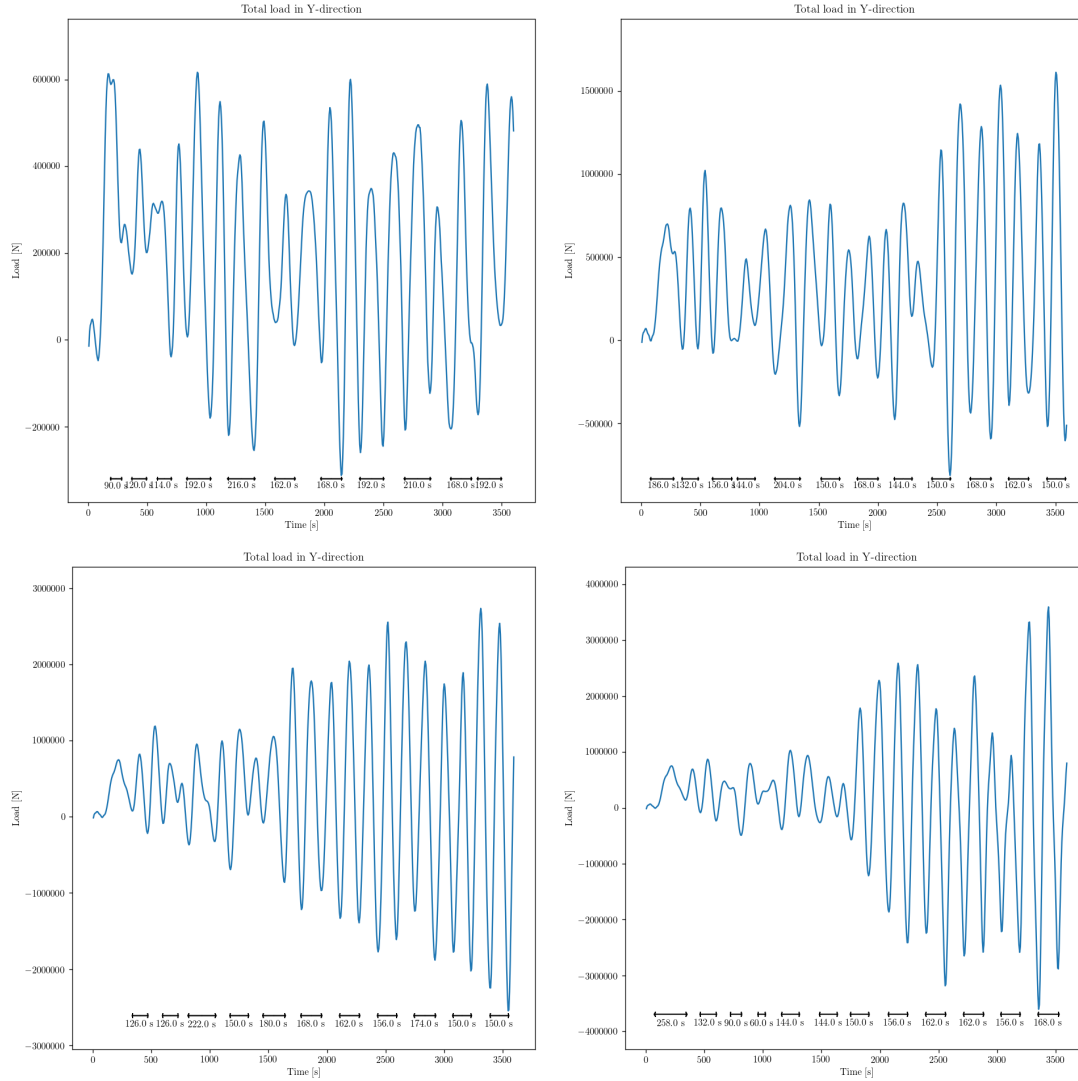 Total load in Y-direction
600000
400000
200000
0
−200000
Load [N]
90.0 s 120.0 s 114.0 s 192.0 s 216.0 s 162.0 s 168.0 s 192.0 s 210.0 s 168.0 s 192.0 s
0 500 1000 1500 2000 2500 3000 3500
Time [s]
Total load in Y-direction
1500000
1000000
500000
0
−500000
Load [N]
186.0 s 132.0 s 156.0 s 144.0 s 204.0 s 150.0 s 168.0 s 144.0 s 150.0 s 168.0 s 162.0 s 150.0 s
0 500 1000 1500 2000 2500 3000 3500
Time [s]
Total load in Y-direction
3000000
2000000
1000000
0
−1000000
−2000000
−3000000
Load [N]
126.0 s 126.0 s 222.0 s 150.0 s 180.0 s 168.0 s 162.0 s 156.0 s 174.0 s 150.0 s 150.0 s
0 500 1000 1500 2000 2500 3000 3500
Time [s]
Total load in Y-direction
4000000
3000000
2000000
1000000
0
−1000000
−2000000
−3000000
−4000000
Load [N]
258.0 s 132.0 s 90.0 s 60.0 s 144.0 s 144.0 s 150.0 s 156.0 s 162.0 s 162.0 s 156.0 s 168.0 s
0 500 1000 1500 2000 2500 3000 3500
Time [s]